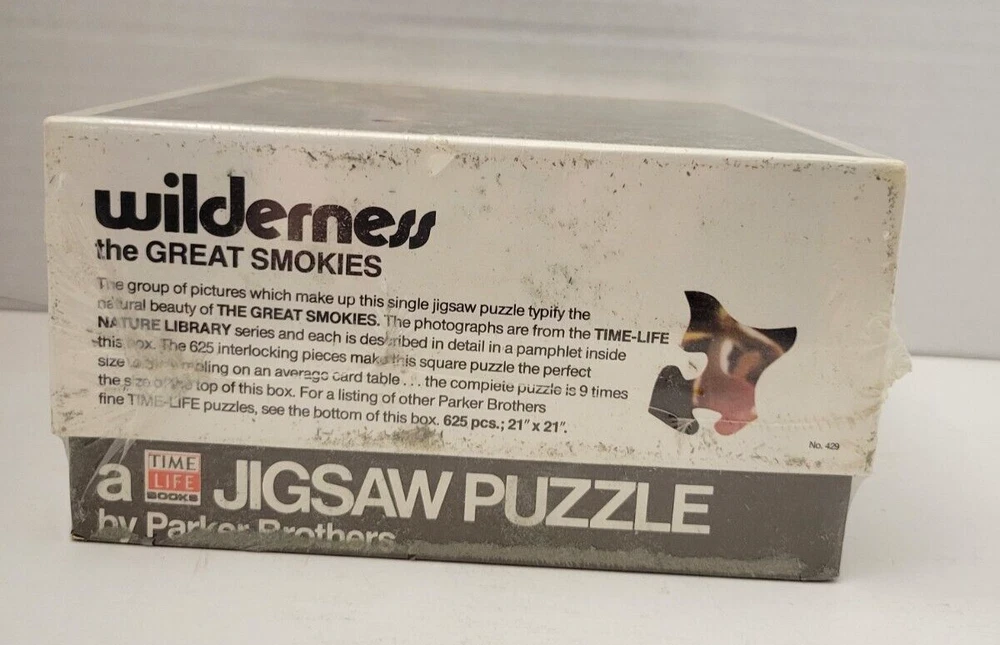 wilderness
the GREAT SMOKIES
The group of pictures which make up this single jigsaw puzzle typify the
natural beauty of THE GREAT SMOKIES. The photographs are from the TIME-LIFE
NATURE LIBRARY series and each is described in detail in a pamphlet inside
this box. The 625 interlocking pieces make this square puzzle the perfect
size on an average card table... the complete puzzle is 9 times
the size of the top of this box. For a listing of other Parker Brothers
fine TIME-LIFE puzzles, see the bottom of this box. 625 pcs.; 21" x 21".
No. 429
a TIME LIFE BOOKS JIGSAW PUZZLE
by Parker Brothers